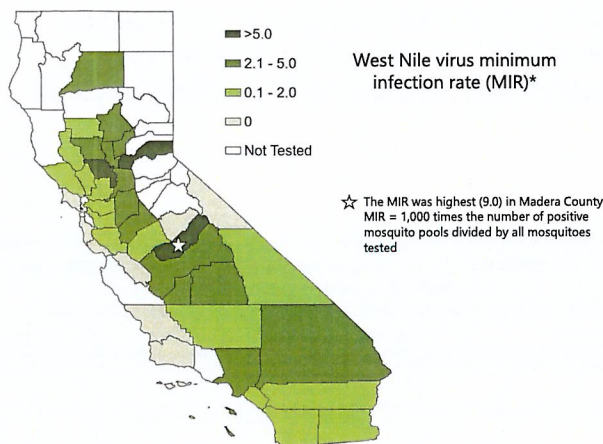 >5.0
2.1 - 5.0
0.1 - 2.0
0
Not Tested
West Nile virus minimum
infection rate (MIR)*
☆ The MIR was highest (9.0) in Madera County
MIR = 1,000 times the number of positive
mosquito pools divided by all mosquitoes
tested